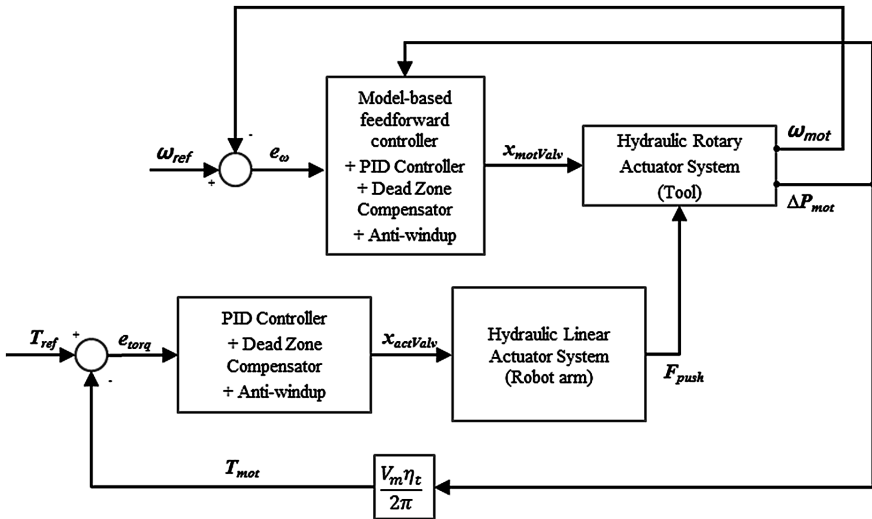 Model-based
feedforward
controller
+ PID Controller
+ Dead Zone
Compensator
+ Anti-windup
-
ω_ref
+
e_ω
x_motValv
Hydraulic Rotary
Actuator System
(Tool)
ω_mot
ΔP_mot
T_ref
+
-
e_torq
PID Controller
+ Dead Zone
Compensator
+ Anti-windup
x_actValv
Hydraulic Linear
Actuator System
(Robot arm)
F_push
T_mot
V_m η_t
2π